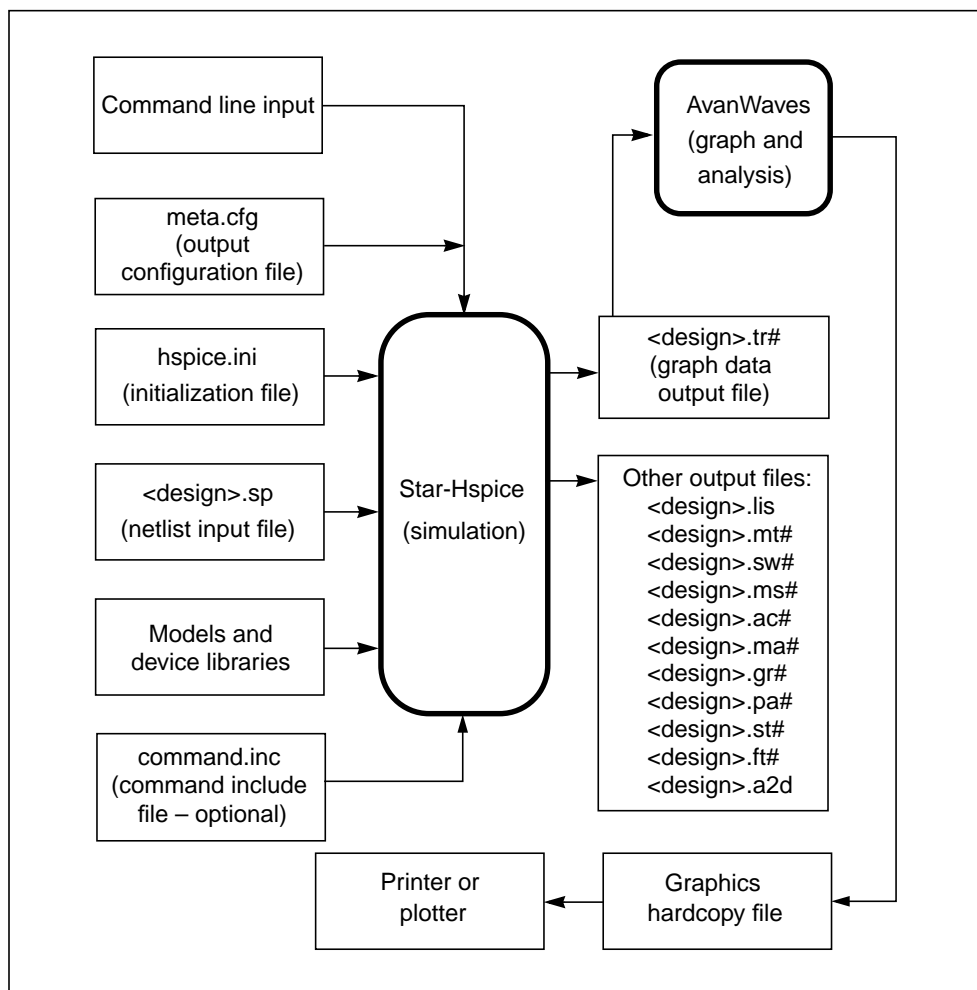 Command line input
meta.cfg
(output
configuration file)
hspice.ini
(initialization file)
<design>.sp
(netlist input file)
Models and
device libraries
command.inc
(command include
file – optional)
Star-Hspice
(simulation)
AvanWaves
(graph and
analysis)
<design>.tr#
(graph data
output file)
Other output files:
<design>.lis
<design>.mt#
<design>.sw#
<design>.ms#
<design>.ac#
<design>.ma#
<design>.gr#
<design>.pa#
<design>.st#
<design>.ft#
<design>.a2d
Printer or
plotter
Graphics
hardcopy file